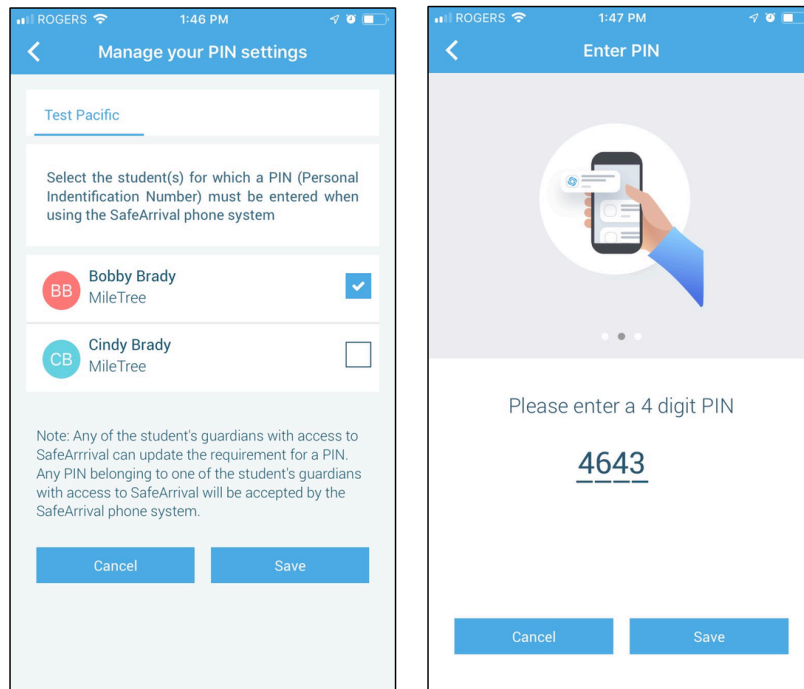 ROGERS 1:46 PM
Manage your PIN settings
Test Pacific
Select the student(s) for which a PIN (Personal
Indentification Number) must be entered when
using the SafeArrival phone system
BB
Bobby Brady
MileTree
CB
Cindy Brady
MileTree
Note: Any of the student's guardians with access to
SafeArrrival can update the requirement for a PIN.
Any PIN belonging to one of the student's guardians
with access to SafeArrival will be accepted by the
SafeArrival phone system.
Cancel
Save
ROGERS 1:47 PM
Enter PIN
Please enter a 4 digit PIN
4643
Cancel
Save